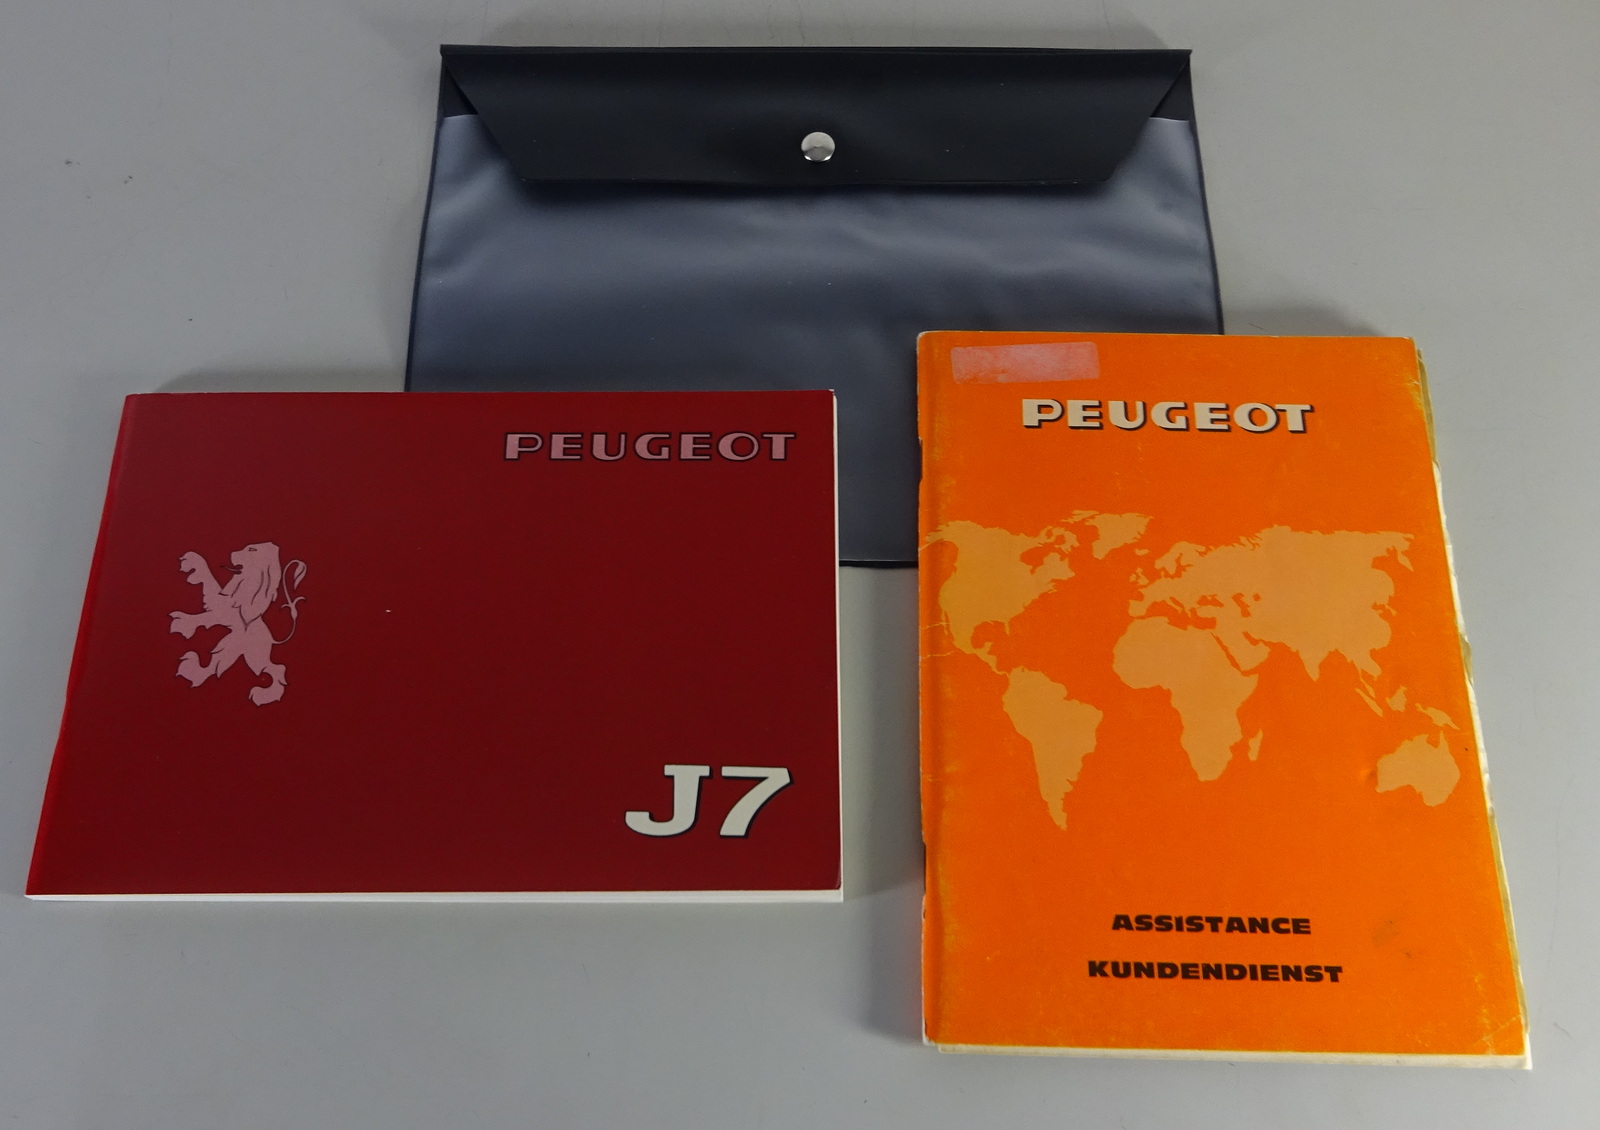 PEUGEOT
J7
PEUGEOT
ASSISTANCE
KUNDENDIENST